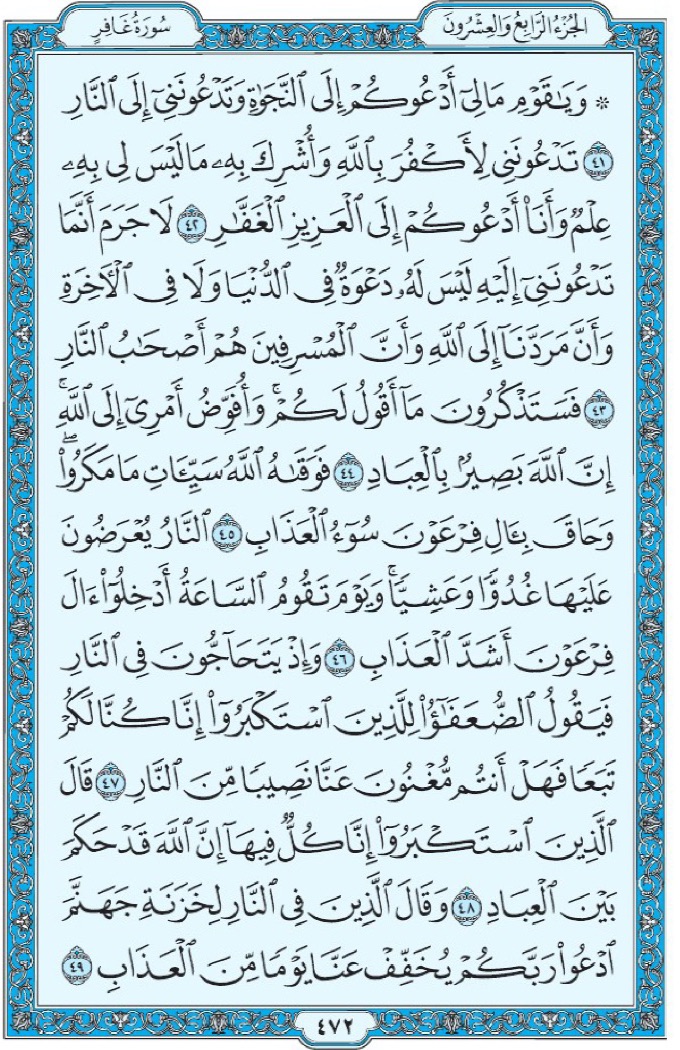 الجُزْءُ الرَّابِعُ وَالعِشْرُونَ
سُورَةُ غَافِرٍ
۞ وَيَٰقَوْمِ مَا لِىٓ أَدْعُوكُمْ إِلَى ٱلنَّجَوٰةِ وَتَدْعُونَنِىٓ إِلَى ٱلنَّارِ
٤١ تَدْعُونَنِى لِأَكْفُرَ بِٱللَّهِ وَأُشْرِكَ بِهِۦ مَا لَيْسَ لِى بِهِۦ
عِلْمٌ وَأَنَا۠ أَدْعُوكُمْ إِلَى ٱلْعَزِيزِ ٱلْغَفَّٰرِ ٤٢ لَا جَرَمَ أَنَّمَا
تَدْعُونَنِىٓ إِلَيْهِ لَيْسَ لَهُۥ دَعْوَةٌ فِى ٱلدُّنْيَا وَلَا فِى ٱلْءَاخِرَةِ
وَأَنَّ مَرَدَّنَآ إِلَى ٱللَّهِ وَأَنَّ ٱلْمُسْرِفِينَ هُمْ أَصْحَٰبُ ٱلنَّارِ
٤٣ فَسَتَذْكُرُونَ مَآ أَقُولُ لَكُمْ ۚ وَأُفَوِّضُ أَمْرِىٓ إِلَى ٱللَّهِ ۚ
إِنَّ ٱللَّهَ بَصِيرٌۢ بِٱلْعِبَادِ ٤٤ فَوَقَىٰهُ ٱللَّهُ سَيِّـَٔاتِ مَا مَكَرُوا۟ ۖ
وَحَاقَ بِـَٔالِ فِرْعَوْنَ سُوٓءُ ٱلْعَذَابِ ٤٥ ٱلنَّارُ يُعْرَضُونَ
عَلَيْهَا غُدُوًّا وَعَشِيًّا ۚ وَيَوْمَ تَقُومُ ٱلسَّاعَةُ أَدْخِلُوٓا۟ ءَالَ
فِرْعَوْنَ أَشَدَّ ٱلْعَذَابِ ٤٦ وَإِذْ يَتَحَآجُّونَ فِى ٱلنَّارِ
فَيَقُولُ ٱلضُّعَفَٰٓؤُا۟ لِلَّذِينَ ٱسْتَكْبَرُوٓا۟ إِنَّا كُنَّا لَكُمْ
تَبَعًا فَهَلْ أَنتُم مُّغْنُونَ عَنَّا نَصِيبًا مِّنَ ٱلنَّارِ ٤٧ قَالَ
ٱلَّذِينَ ٱسْتَكْبَرُوٓا۟ إِنَّا كُلٌّ فِيهَآ إِنَّ ٱللَّهَ قَدْ حَكَمَ
بَيْنَ ٱلْعِبَادِ ٤٨ وَقَالَ ٱلَّذِينَ فِى ٱلنَّارِ لِخَزَنَةِ جَهَنَّمَ
ٱدْعُوا۟ رَبَّكُمْ يُخَفِّفْ عَنَّا يَوْمًا مِّنَ ٱلْعَذَابِ ٤٩
٤٧٢